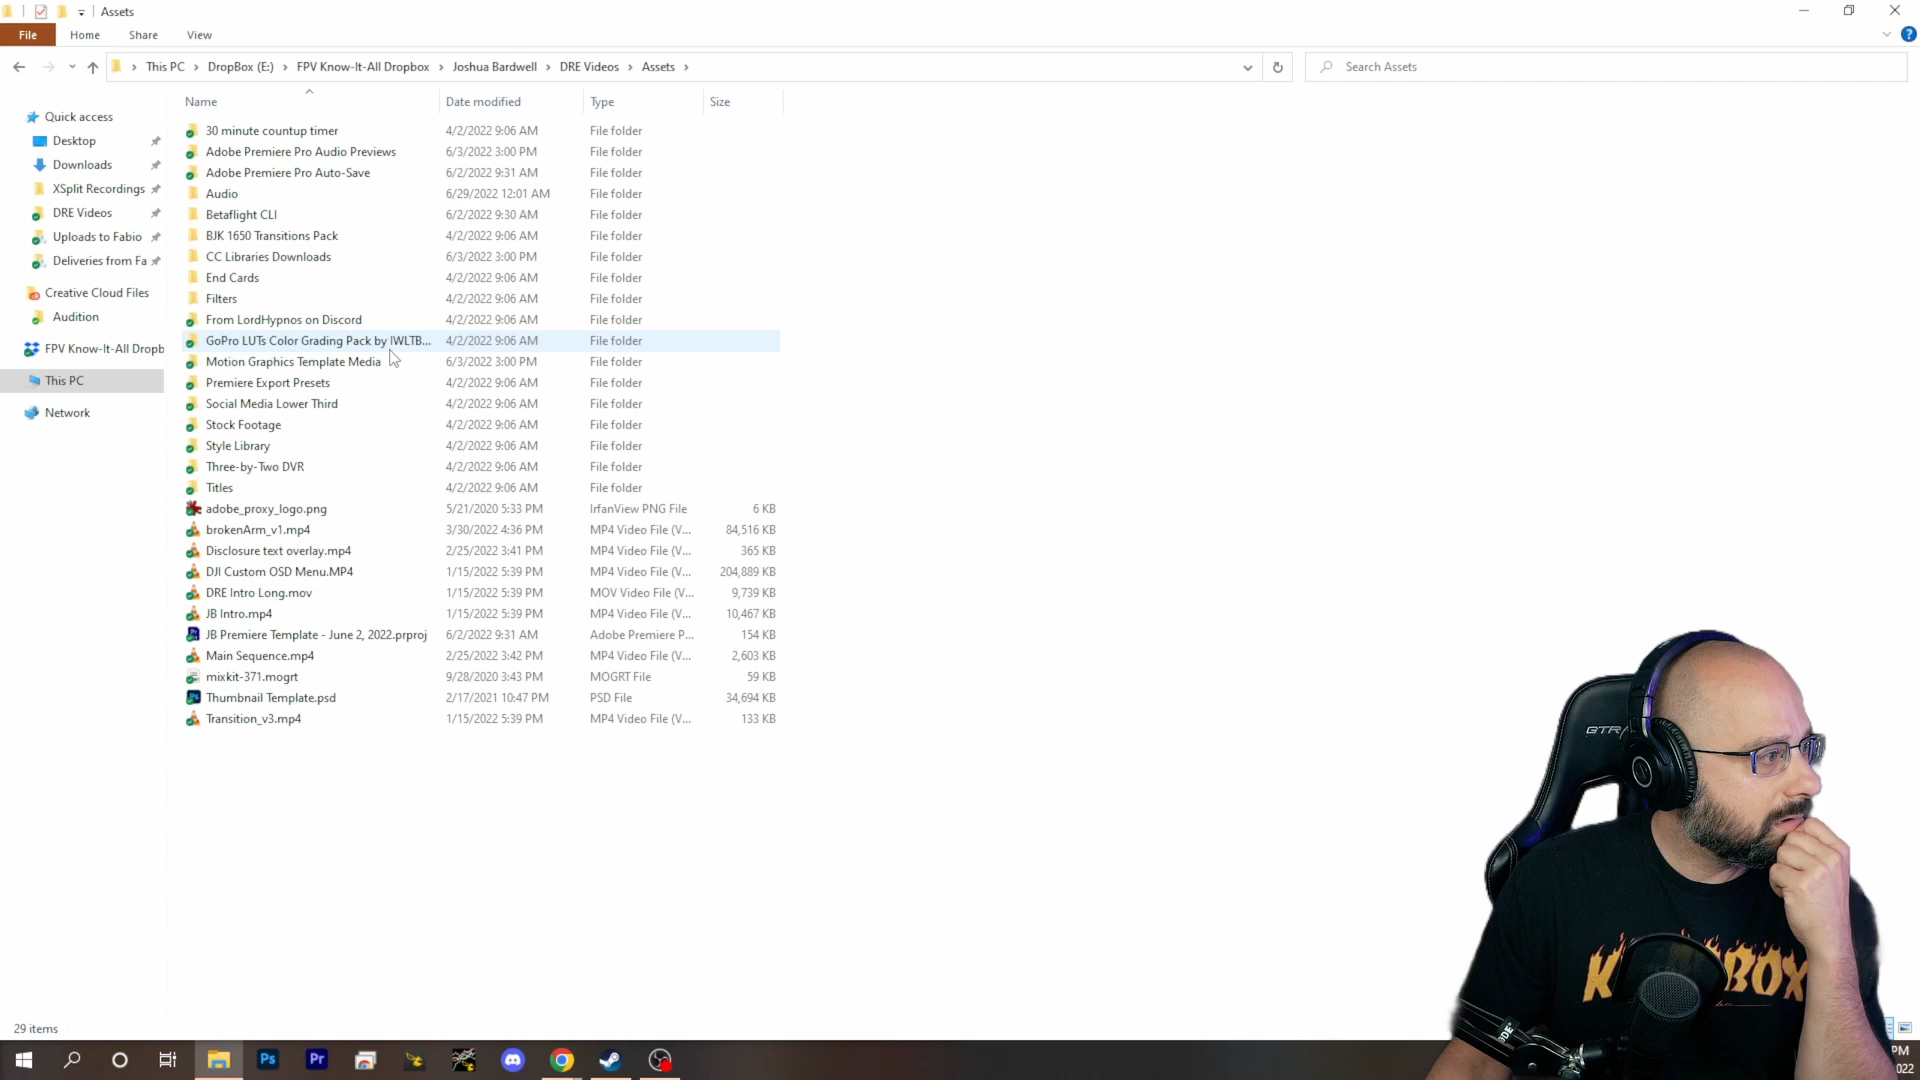 Assets
File Home Share View
This PC DropBox (E:) FPV Know-It-All Dropbox Joshua Bardwell DRE Videos Assets
Search Assets
Name Date modified Type Size
Quick access
Desktop
Downloads
XSplit Recordings
DRE Videos
Uploads to Fabio
Deliveries from Fa
Creative Cloud Files
Audition
FPV Know-It-All Dropb
This PC
Network
30 minute countup timer 4/2/2022 9:06 AM File folder
Adobe Premiere Pro Audio Previews 6/3/2022 3:00 PM File folder
Adobe Premiere Pro Auto-Save 6/2/2022 9:31 AM File folder
Audio 6/29/2022 12:01 AM File folder
Betaflight CLI 6/2/2022 9:30 AM File folder
BJK 1650 Transitions Pack 4/2/2022 9:06 AM File folder
CC Libraries Downloads 6/3/2022 3:00 PM File folder
End Cards 4/2/2022 9:06 AM File folder
Filters 4/2/2022 9:06 AM File folder
From LordHypnos on Discord 4/2/2022 9:06 AM File folder
GoPro LUTs Color Grading Pack by IWLTB... 4/2/2022 9:06 AM File folder
Motion Graphics Template Media 6/3/2022 3:00 PM File folder
Premiere Export Presets 4/2/2022 9:06 AM File folder
Social Media Lower Third 4/2/2022 9:06 AM File folder
Stock Footage 4/2/2022 9:06 AM File folder
Style Library 4/2/2022 9:06 AM File folder
Three-by-Two DVR 4/2/2022 9:06 AM File folder
Titles 4/2/2022 9:06 AM File folder
adobe_proxy_logo.png 5/21/2020 5:33 PM IrfanView PNG File 6 KB
brokenArm_v1.mp4 3/30/2022 4:36 PM MP4 Video File (V... 84,516 KB
Disclosure text overlay.mp4 2/25/2022 3:41 PM MP4 Video File (V... 365 KB
DJI Custom OSD Menu.MP4 1/15/2022 5:39 PM MP4 Video File (V... 204,889 KB
DRE Intro Long.mov 1/15/2022 5:39 PM MOV Video File (V... 9,739 KB
JB Intro.mp4 1/15/2022 5:39 PM MP4 Video File (V... 10,467 KB
JB Premiere Template - June 2, 2022.prproj 6/2/2022 9:31 AM Adobe Premiere P... 154 KB
Main Sequence.mp4 2/25/2022 3:42 PM MP4 Video File (V... 2,603 KB
mixkit-371.mogrt 9/28/2020 3:43 PM MOGRT File 59 KB
Thumbnail Template.psd 2/17/2021 10:47 PM PSD File 34,694 KB
Transition_v3.mp4 1/15/2022 5:39 PM MP4 Video File (V... 133 KB
29 items
Ps Pr
PM
022